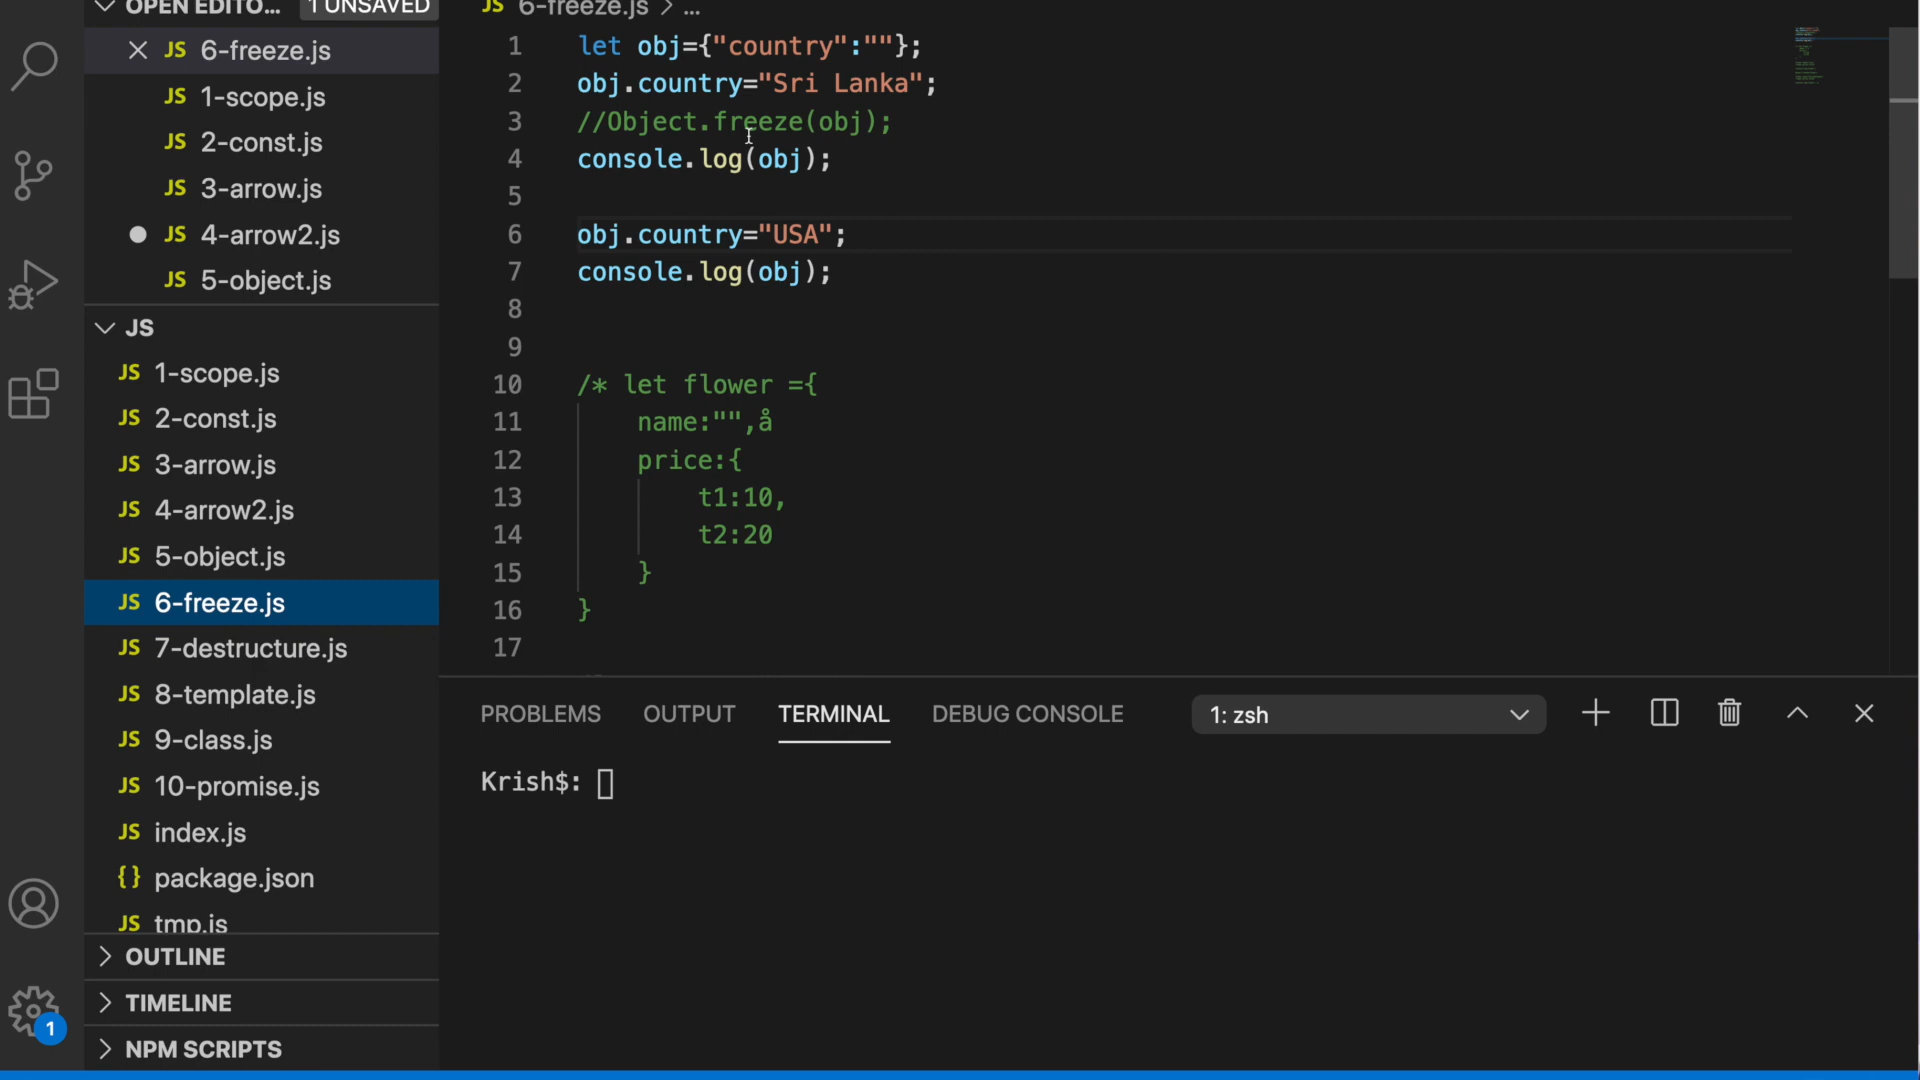 OPEN EDITO... 1 UNSAVED
JS 6-freeze.js
JS 1-scope.js
JS 2-const.js
JS 3-arrow.js
JS 4-arrow2.js
JS 5-object.js
JS
JS 1-scope.js
JS 2-const.js
JS 3-arrow.js
JS 4-arrow2.js
JS 5-object.js
JS 6-freeze.js
JS 7-destructure.js
JS 8-template.js
JS 9-class.js
JS 10-promise.js
JS index.js
{} package.json
JS tmp.js
OUTLINE
TIMELINE
NPM SCRIPTS
1
JS 6-freeze.js > ...
1 let obj={"country":""};
2 obj.country="Sri Lanka";
3 //Object.freeze(obj);
4 console.log(obj);
5
6 obj.country="USA";
7 console.log(obj);
8
9
10 /* let flower ={
11 name:"",å
12 price:{
13 t1:10,
14 t2:20
15 }
16 }
17
PROBLEMS OUTPUT TERMINAL DEBUG CONSOLE 1: zsh
Krish$: